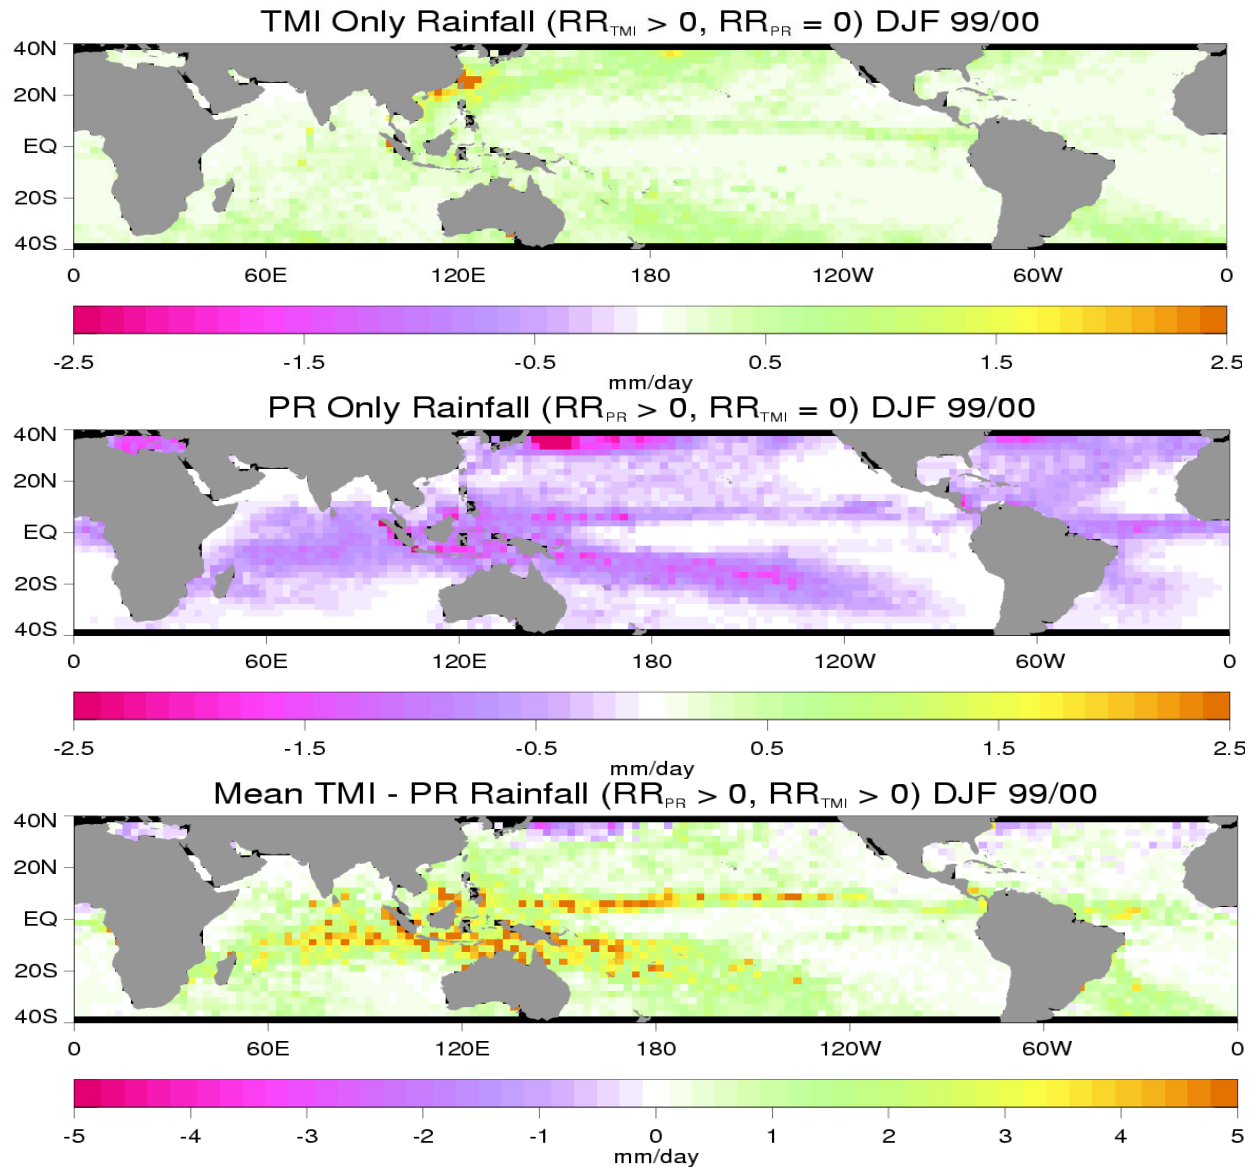 TMI Only Rainfall (RR_TMI > 0, RR_PR = 0) DJF 99/00
40N
20N
EQ
20S
40S
0 60E 120E 180 120W 60W 0
-2.5 -1.5 -0.5 0.5 1.5 2.5
mm/day
PR Only Rainfall (RR_PR > 0, RR_TMI = 0) DJF 99/00
40N
20N
EQ
20S
40S
0 60E 120E 180 120W 60W 0
-2.5 -1.5 -0.5 0.5 1.5 2.5
mm/day
Mean TMI - PR Rainfall (RR_PR > 0, RR_TMI > 0) DJF 99/00
40N
20N
EQ
20S
40S
0 60E 120E 180 120W 60W 0
-5 -4 -3 -2 -1 0 1 2 3 4 5
mm/day